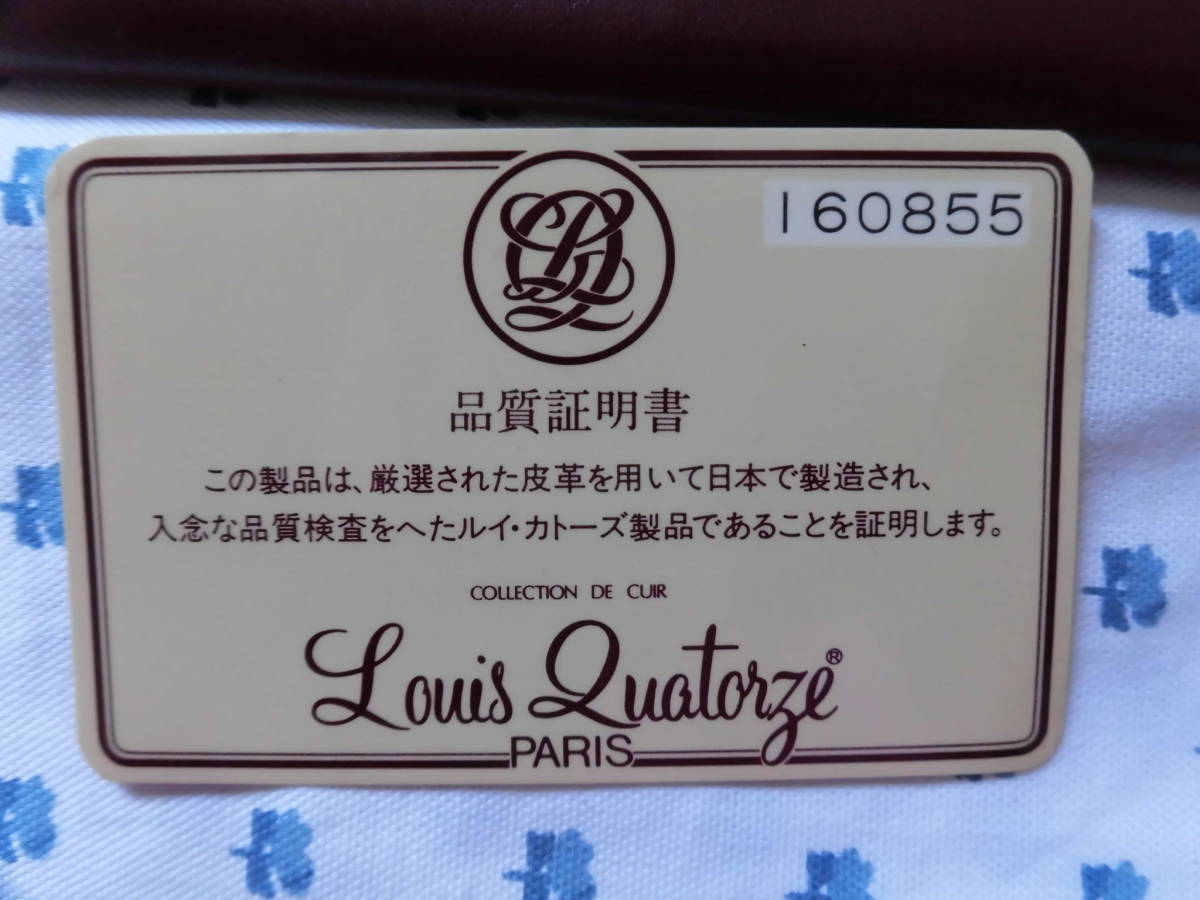 160855
品質証明書
この製品は、厳選された皮革を用いて日本で製造され、
入念な品質検査をへたルイ・カトーズ製品であることを証明します。
COLLECTION DE CUIR
Louis Quatorze®
PARIS